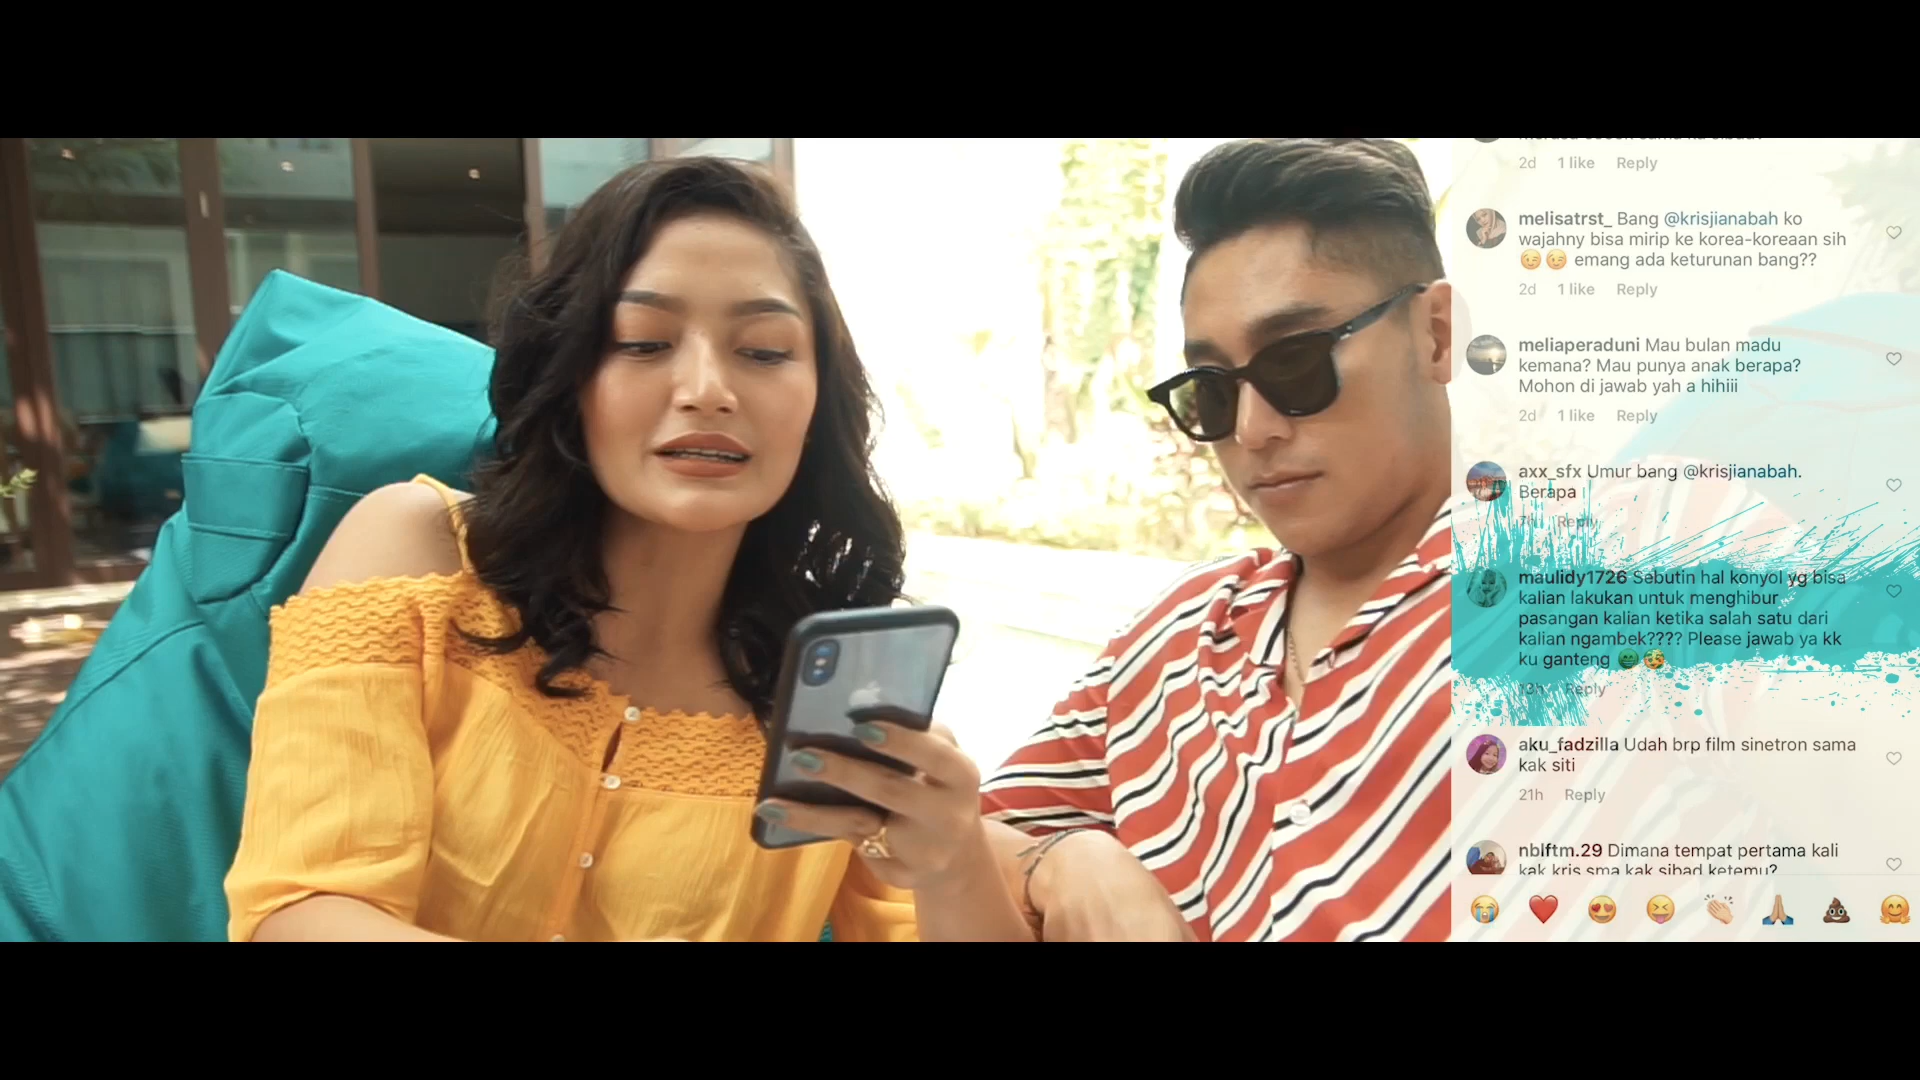 2d 1 like Reply
melisatrst_ Bang @krisjianabah ko
wajahny bisa mirip ke korea-koreaan sih
😉😉 emang ada keturunan bang??
2d 1 like Reply
meliaperaduni Mau bulan madu
kemana? Mau punya anak berapa?
Mohon di jawab yah a hihiii
2d 1 like Reply
axx_sfx Umur bang @krisjianabah.
Berapa
7h Reply
maulidy1726 Sebutin hal konyol yg bisa
kalian lakukan untuk menghibur
pasangan kalian ketika salah satu dari
kalian ngambek???? Please jawab ya kk
ku ganteng
13h Reply
aku_fadzilla Udah brp film sinetron sama
kak siti
21h Reply
nblftm.29 Dimana tempat pertama kali
kak kris sma kak sibad ketemu?